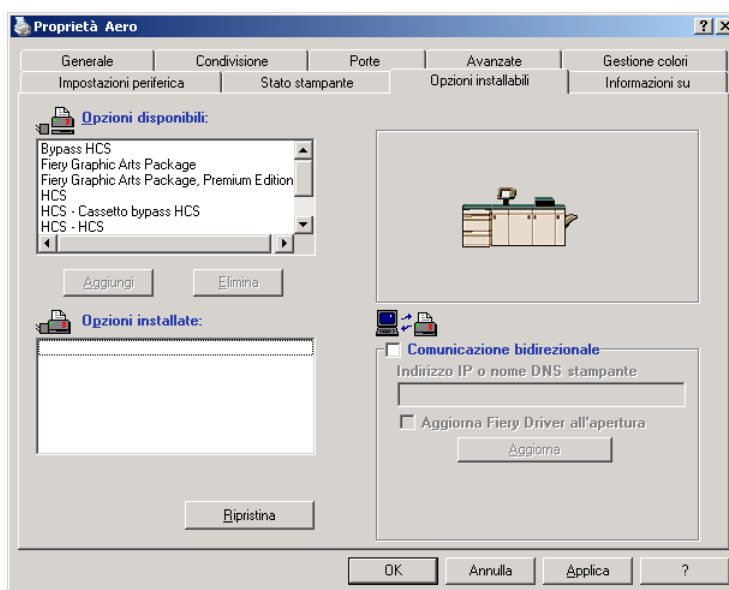 Proprietà Aero
Generale Condivisione Porte Avanzate Gestione colori
Impostazioni periferica Stato stampante Opzioni installabili Informazioni su
Opzioni disponibili:
Bypass HCS
Fiery Graphic Arts Package
Fiery Graphic Arts Package, Premium Edition
HCS
HCS - Cassetto bypass HCS
HCS - HCS
Aggiungi Elimina
Opzioni installate:
Ripristina
Comunicazione bidirezionale
Indirizzo IP o nome DNS stampante
Aggiorna Fiery Driver all'apertura
Aggiorna
OK Annulla Applica ?